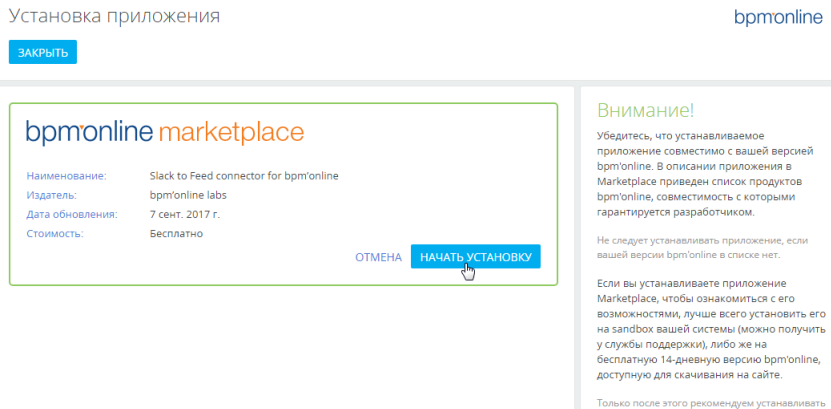 Установка приложения
bpm'online
ЗАКРЫТЬ
bpm'online marketplace
Наименование: Slack to Feed connector for bpm'online
Издатель: bpm'online labs
Дата обновления: 7 сент. 2017 г.
Стоимость: Бесплатно
ОТМЕНА НАЧАТЬ УСТАНОВКУ
Внимание!
Убедитесь, что устанавливаемое
приложение совместимо с вашей версией
bpm'online. В описании приложения в
Marketplace приведен список продуктов
bpm'online, совместимость с которыми
гарантируется разработчиком.
Не следует устанавливать приложение, если
вашей версии bpm'online в списке нет.
Если вы устанавливаете приложение
Marketplace, чтобы ознакомиться с его
возможностями, лучше всего установить его
на sandbox вашей системы (можно получить
у службы поддержки), либо же на
бесплатную 14-дневную версию bpm'online,
доступную для скачивания на сайте.
Только после этого рекомендуем устанавливать